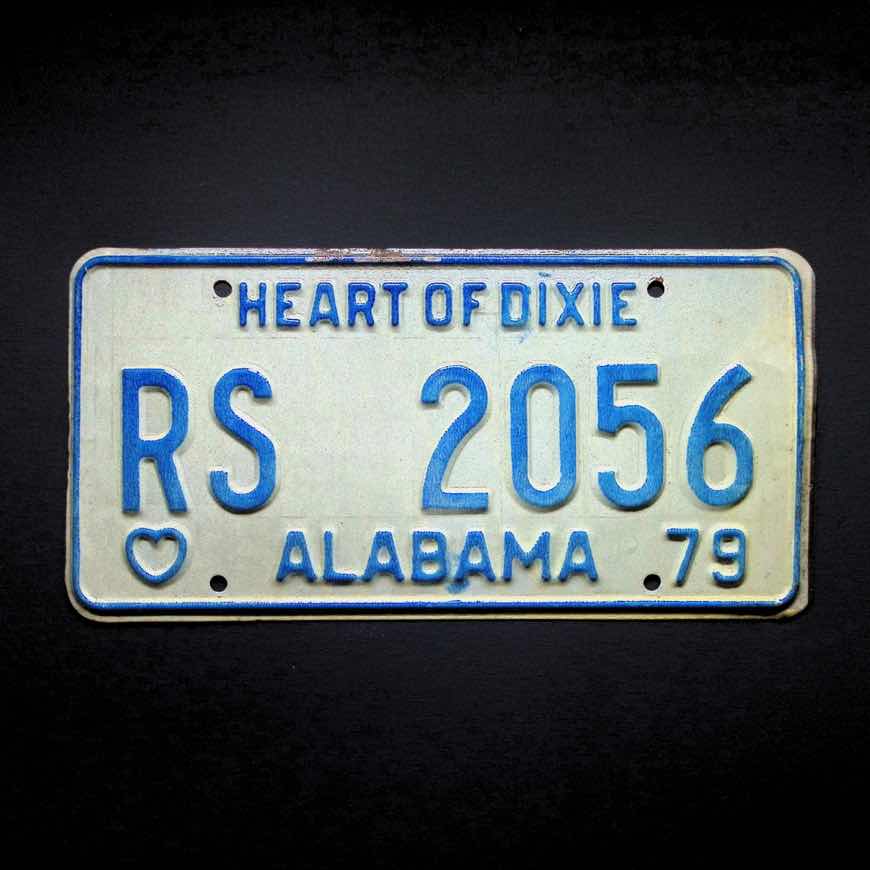 HEART OF DIXIE
RS 2056
ALABAMA 79